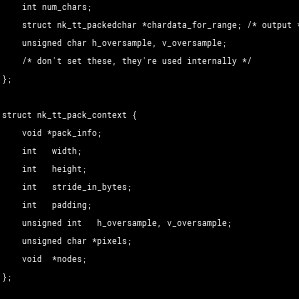 int num_chars;
struct nk_tt_packedchar *chardata_for_range; /* output
unsigned char h_oversample, v_oversample;
/* don't set these, they're used internally */
};
struct nk_tt_pack_context {
void *pack_info;
int   width;
int   height;
int   stride_in_bytes;
int   padding;
unsigned int   h_oversample, v_oversample;
unsigned char *pixels;
void  *nodes;
};